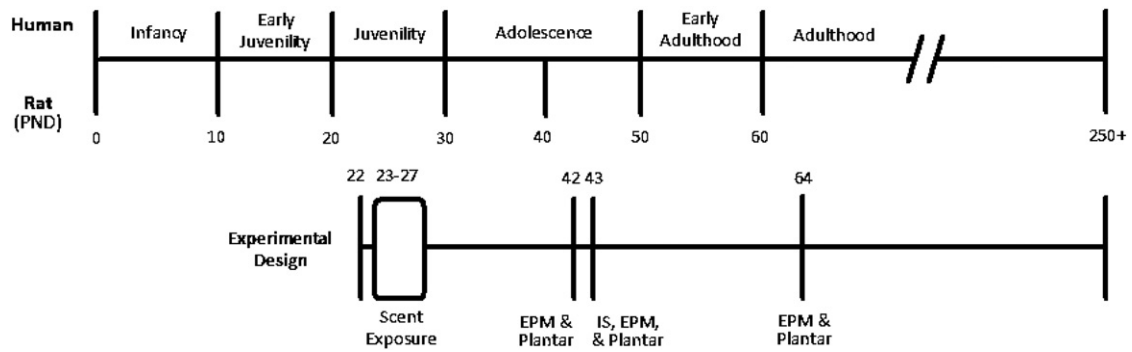 Human
Infancy
Early
Juvenility
Juvenility
Adolescence
Early
Adulthood
Adulthood
Rat
(PND)
0
10
20
30
40
50
60
250+
22
23-27
42
43
64
Experimental
Design
Scent
Exposure
EPM &
Plantar
IS, EPM,
& Plantar
EPM &
Plantar